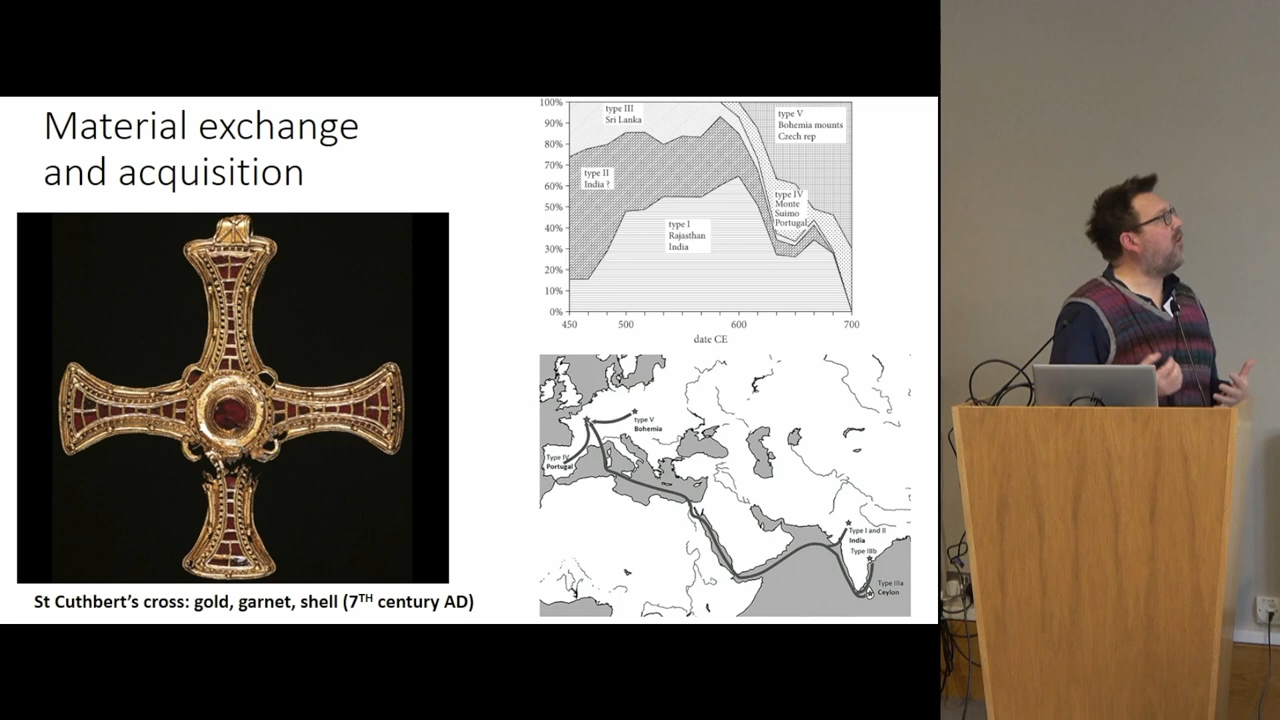 Material exchange
and acquisition
St Cuthbert's cross: gold, garnet, shell (7TH century AD)
100%
90%
80%
70%
60%
50%
40%
30%
20%
10%
0%
type III
Sri Lanka
type II
India ?
type I
Rajasthan
India
type V
Bohemia mounts
Czech rep
type IV
Monte
Suimo
Portugal
450
500
600
700
date CE
type V
Bohemia
Type IV
Portugal
Type I and II
India
Type IIIb
Type IIIa
Ceylon